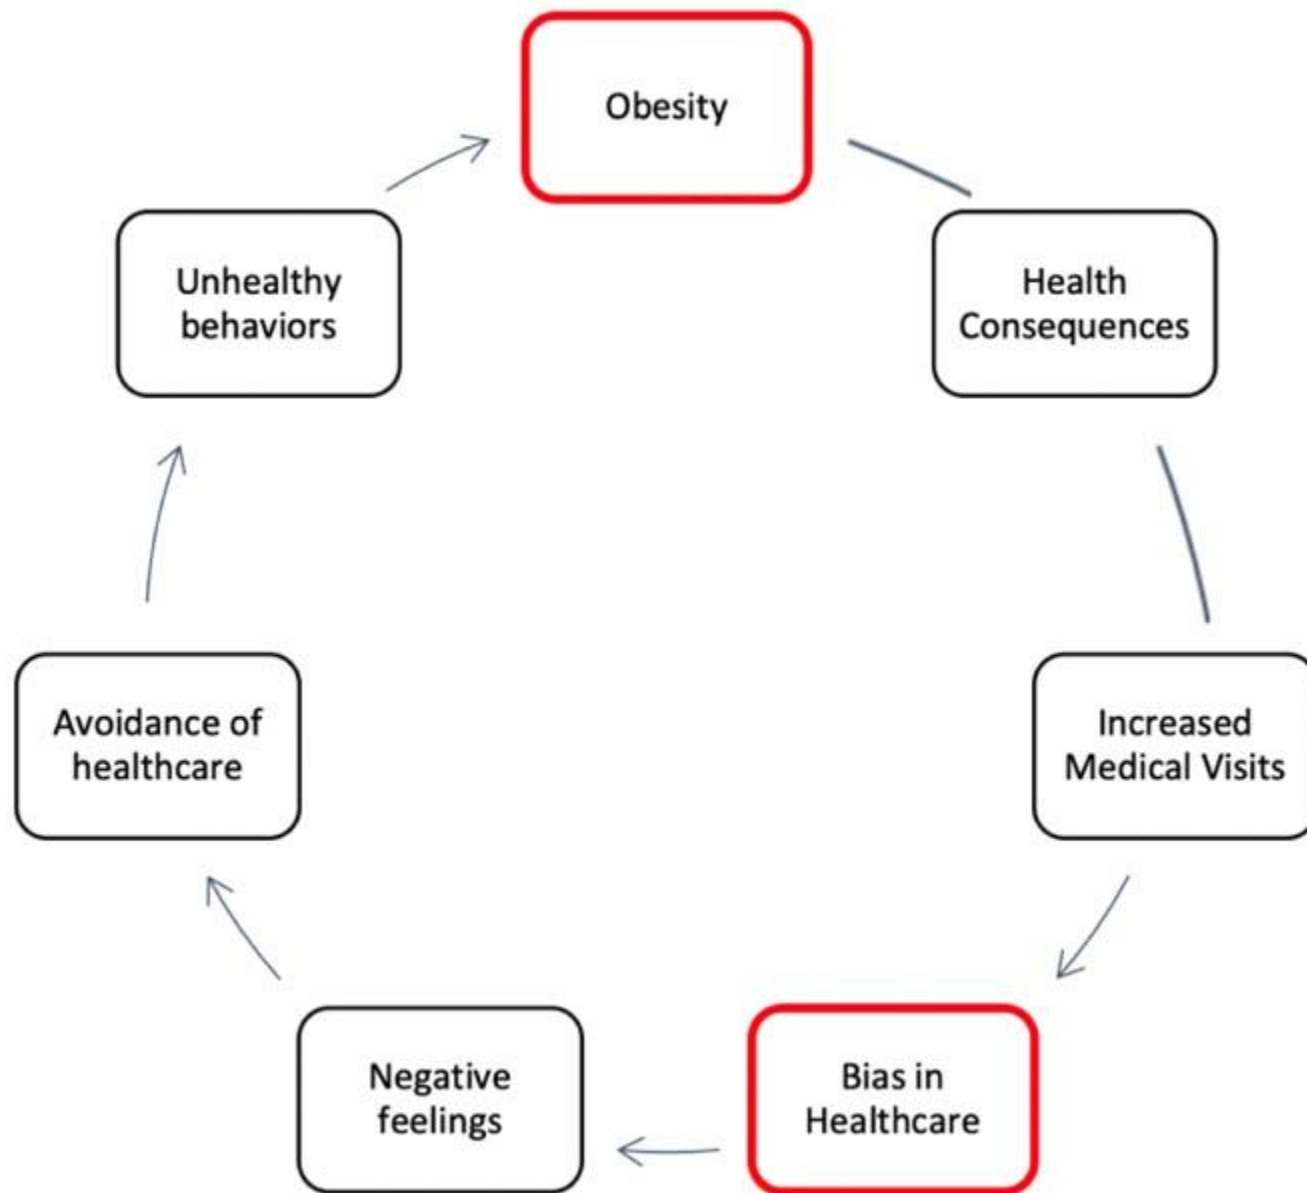 Obesity
Health
Consequences
Increased
Medical Visits
Bias in
Healthcare
Negative
feelings
Avoidance of
healthcare
Unhealthy
behaviors